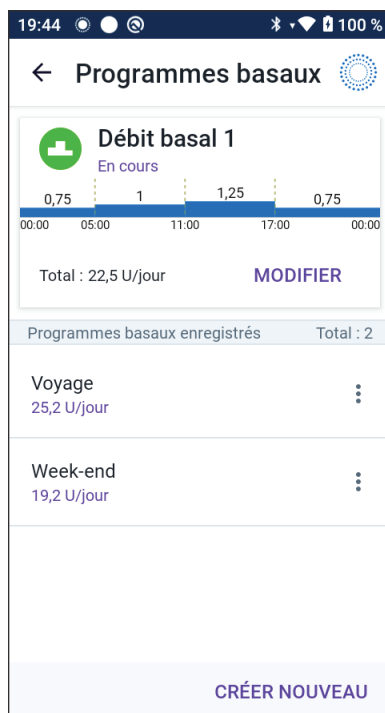 19:44 100 %
Programmes basaux
Débit basal 1
En cours
0,75 1 1,25 0,75
00:00 05:00 11:00 17:00 00:00
Total : 22,5 U/jour MODIFIER
Programmes basaux enregistrés Total : 2
Voyage
25,2 U/jour
Week-end
19,2 U/jour
CRÉER NOUVEAU